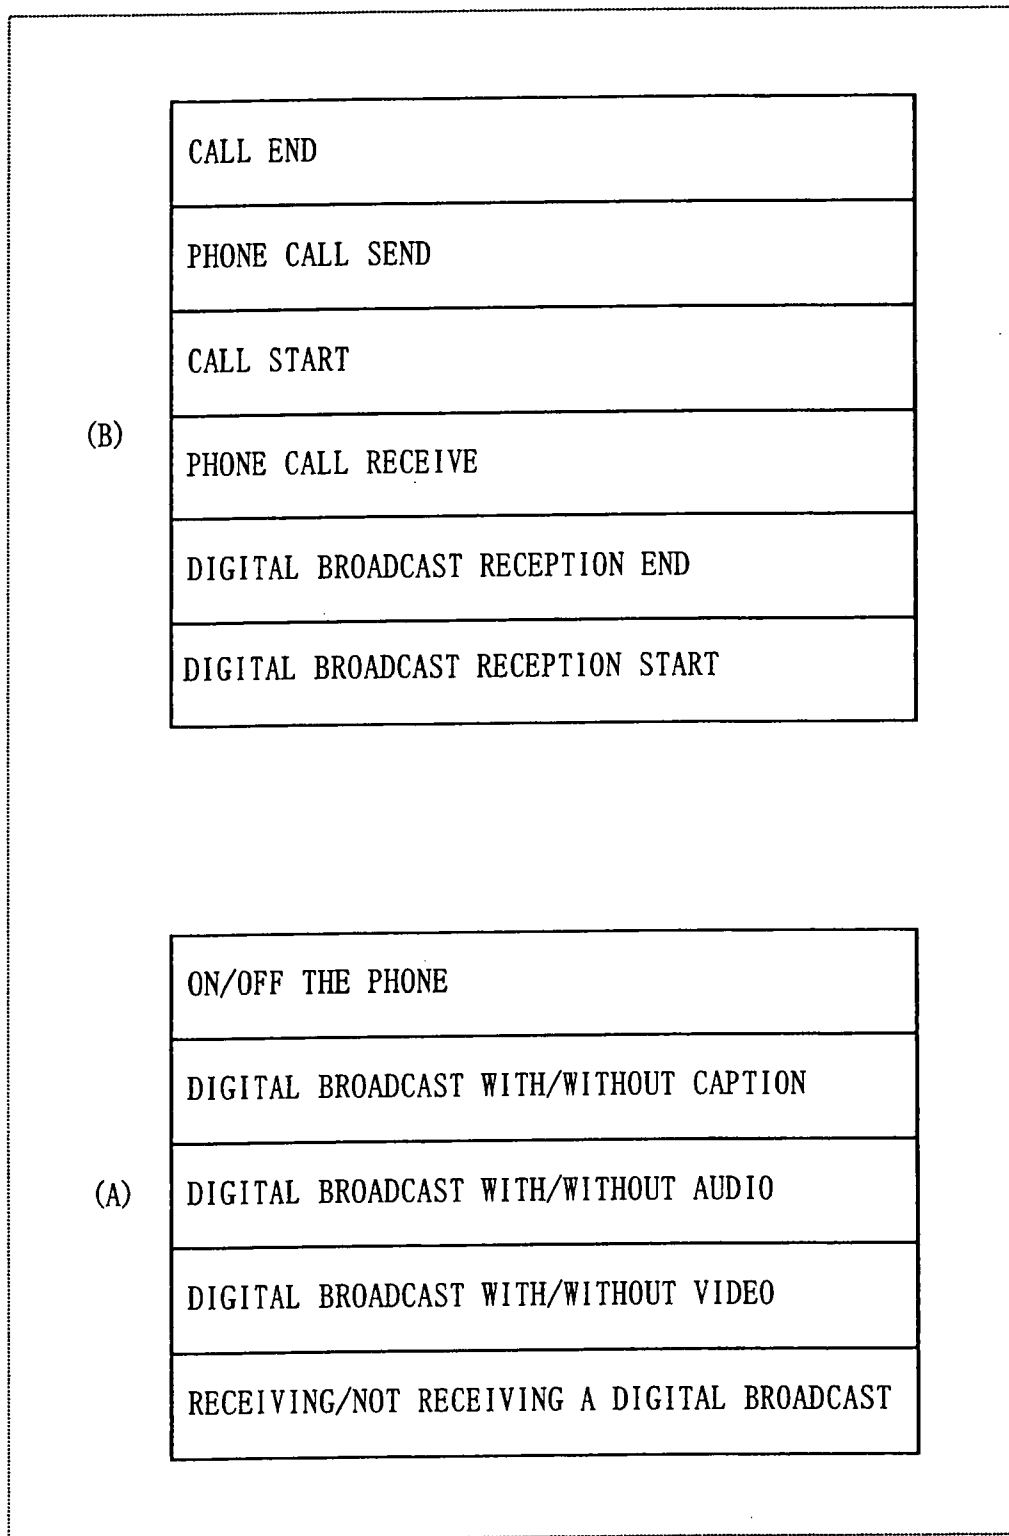 CALL END
PHONE CALL SEND
CALL START
(B)
PHONE CALL RECEIVE
DIGITAL BROADCAST RECEPTION END
DIGITAL BROADCAST RECEPTION START
ON/OFF THE PHONE
DIGITAL BROADCAST WITH/WITHOUT CAPTION
(A)
DIGITAL BROADCAST WITH/WITHOUT AUDIO
DIGITAL BROADCAST WITH/WITHOUT VIDEO
RECEIVING/NOT RECEIVING A DIGITAL BROADCAST